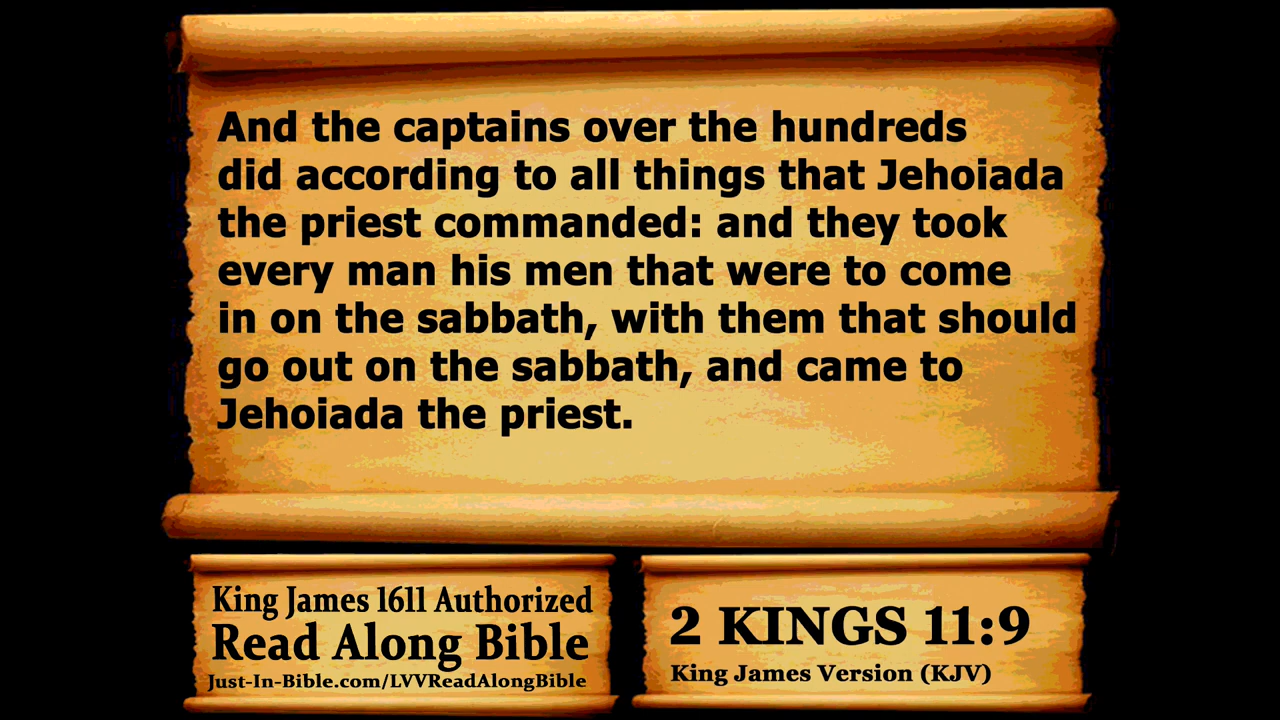 And the captains over the hundreds
did according to all things that Jehoiada
the priest commanded: and they took
every man his men that were to come
in on the sabbath, with them that should
go out on the sabbath, and came to
Jehoiada the priest.
King James 1611 Authorized
Read Along Bible
Just-In-Bible.com/LVVReadAlongBible
2 KINGS 11:9
King James Version (KJV)